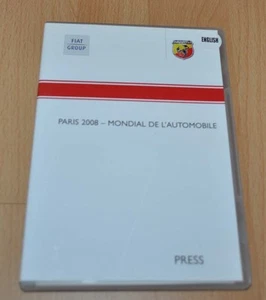 FIAT
GROUP
ENGLISH
PARIS 2008 – MONDIAL DE L'AUTOMOBILE
PRESS